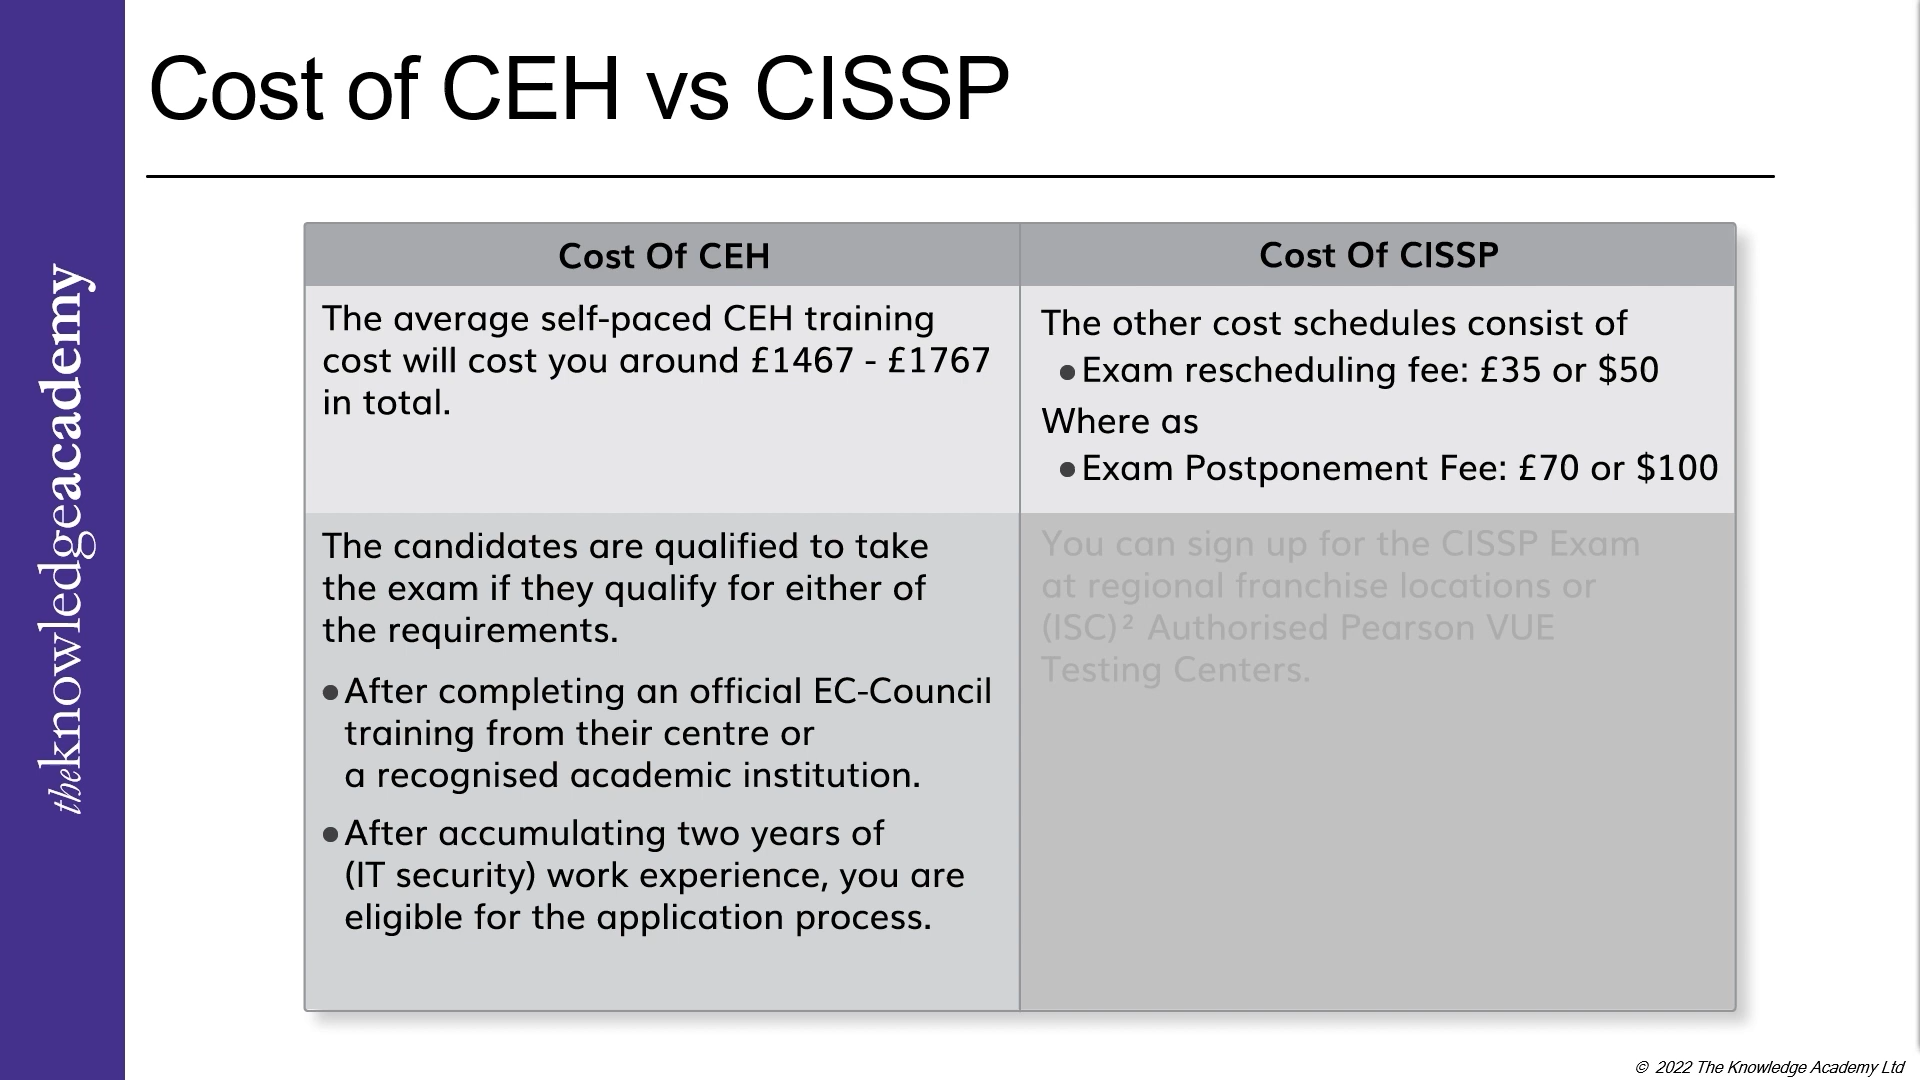 Cost of CEH vs CISSP
theknowledgeacademy
Cost Of CEH
The average self-paced CEH training
cost will cost you around £1467 - £1767
in total.
The candidates are qualified to take
the exam if they qualify for either of
the requirements.
●After completing an official EC-Council
training from their centre or
a recognised academic institution.
●After accumulating two years of
(IT security) work experience, you are
eligible for the application process.
Cost Of CISSP
The other cost schedules consist of
●Exam rescheduling fee: £35 or $50
Where as
●Exam Postponement Fee: £70 or $100
You can sign up for the CISSP Exam
at regional franchise locations or
(ISC)² Authorised Pearson VUE
Testing Centers.
© 2022 The Knowledge Academy Ltd